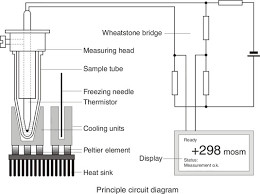 Wheatstone bridge
Measuring head
Sample tube
Freezing needle
Thermistor
Cooling units
Peltier element
Heat sink
Display
Ready
+298 mosm
Status:
Measurement o.k.
Principle circuit diagram